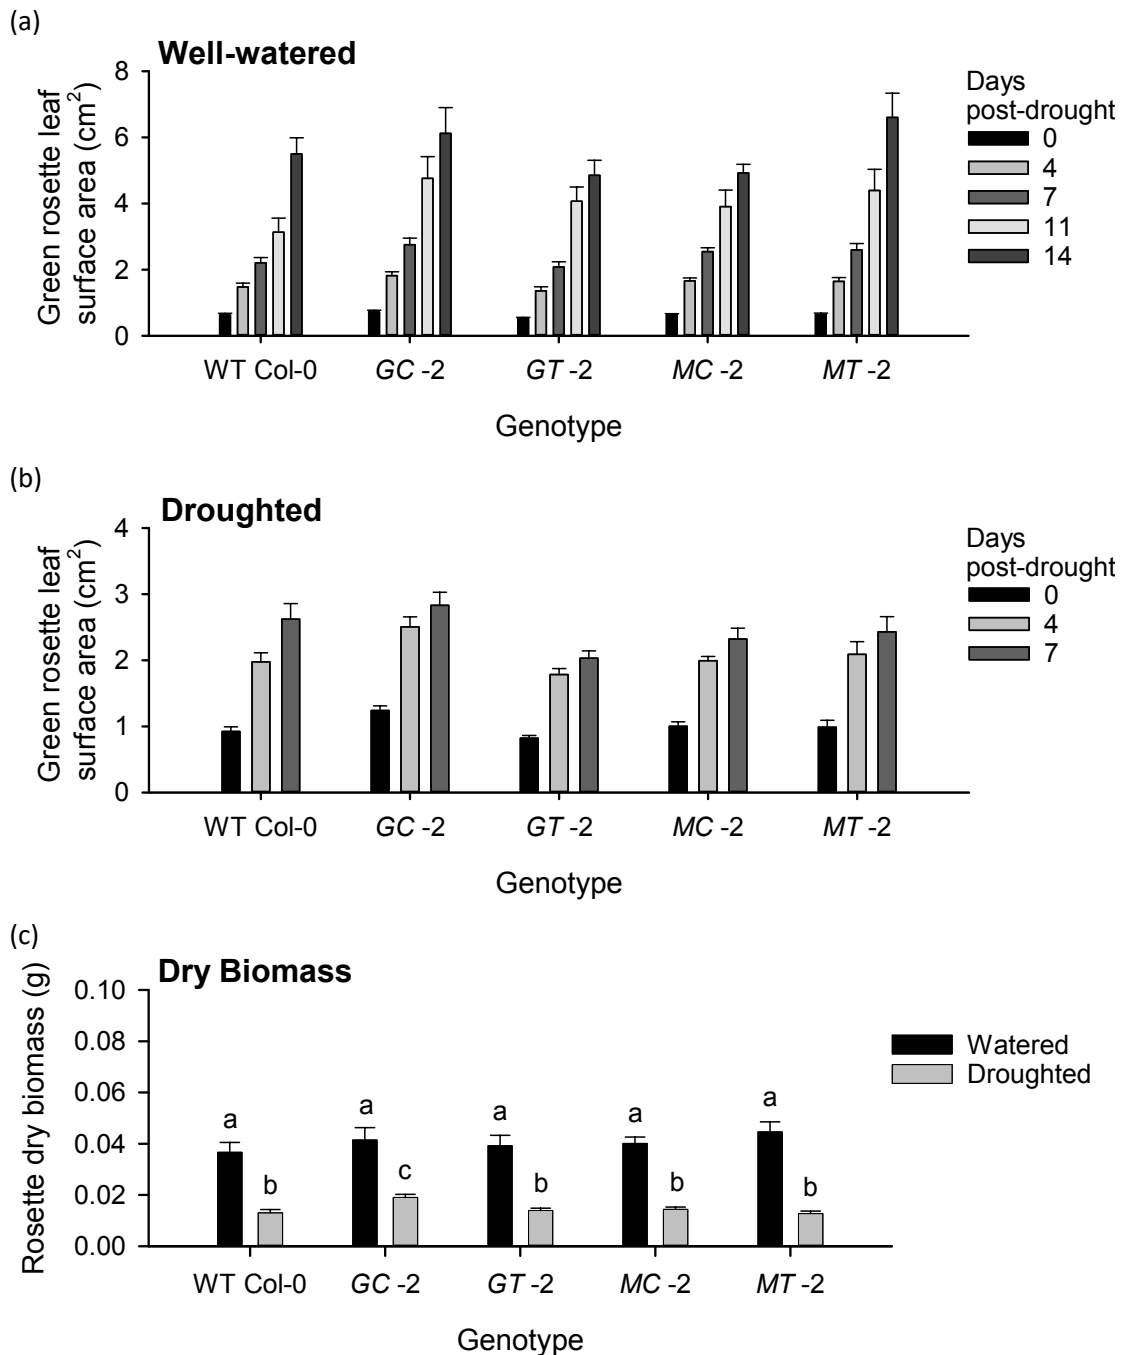 (a)
Well-watered
Green rosette leaf
surface area (cm²)
8
6
4
2
0
WT Col-0 GC -2 GT -2 MC -2 MT -2
Genotype
Days
post-drought
0
4
7
11
14
(b)
Droughted
Green rosette leaf
surface area (cm²)
4
3
2
1
0
WT Col-0 GC -2 GT -2 MC -2 MT -2
Genotype
Days
post-drought
0
4
7
(c)
Dry Biomass
Rosette dry biomass (g)
0.10
0.08
0.06
0.04
0.02
0.00
a b a c a b a b a b
WT Col-0 GC -2 GT -2 MC -2 MT -2
Genotype
Watered
Droughted